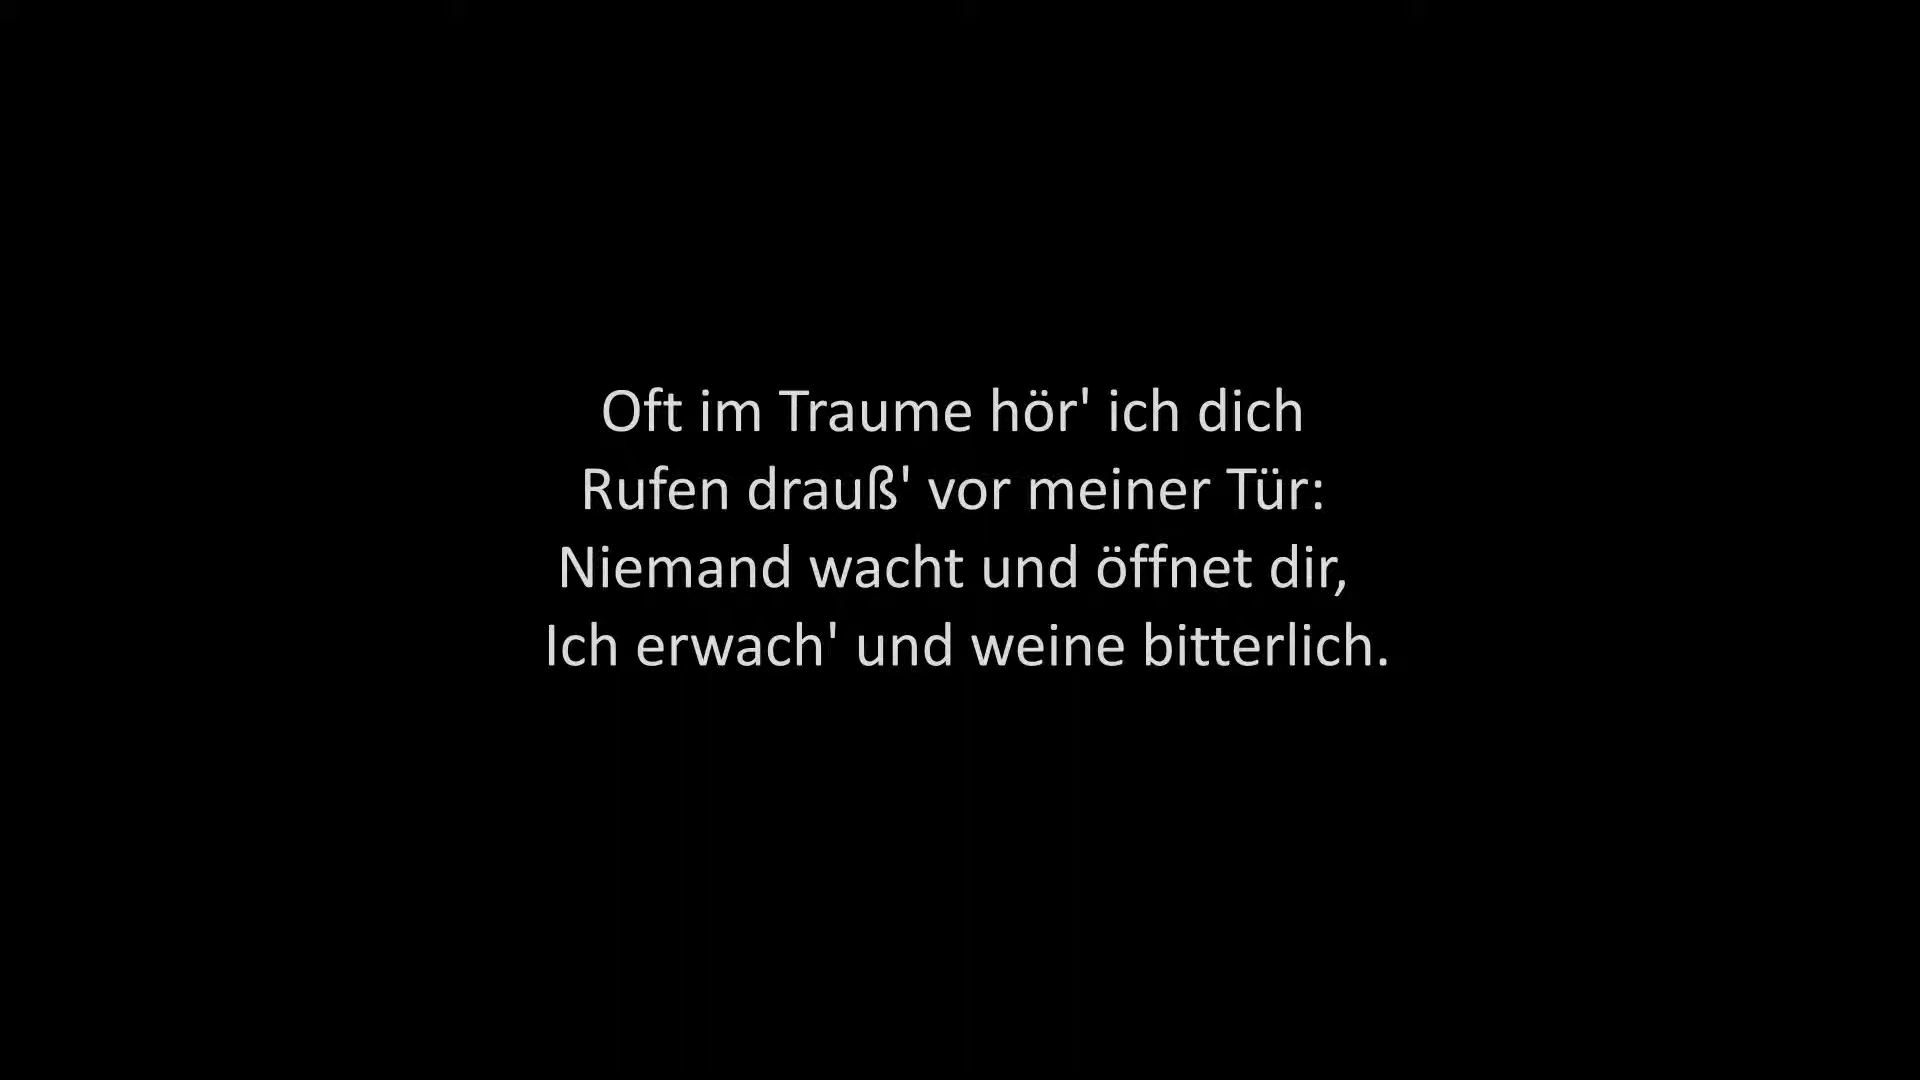 Oft im Traume hör' ich dich
Rufen drauß' vor meiner Tür:
Niemand wacht und öffnet dir,
Ich erwach' und weine bitterlich.